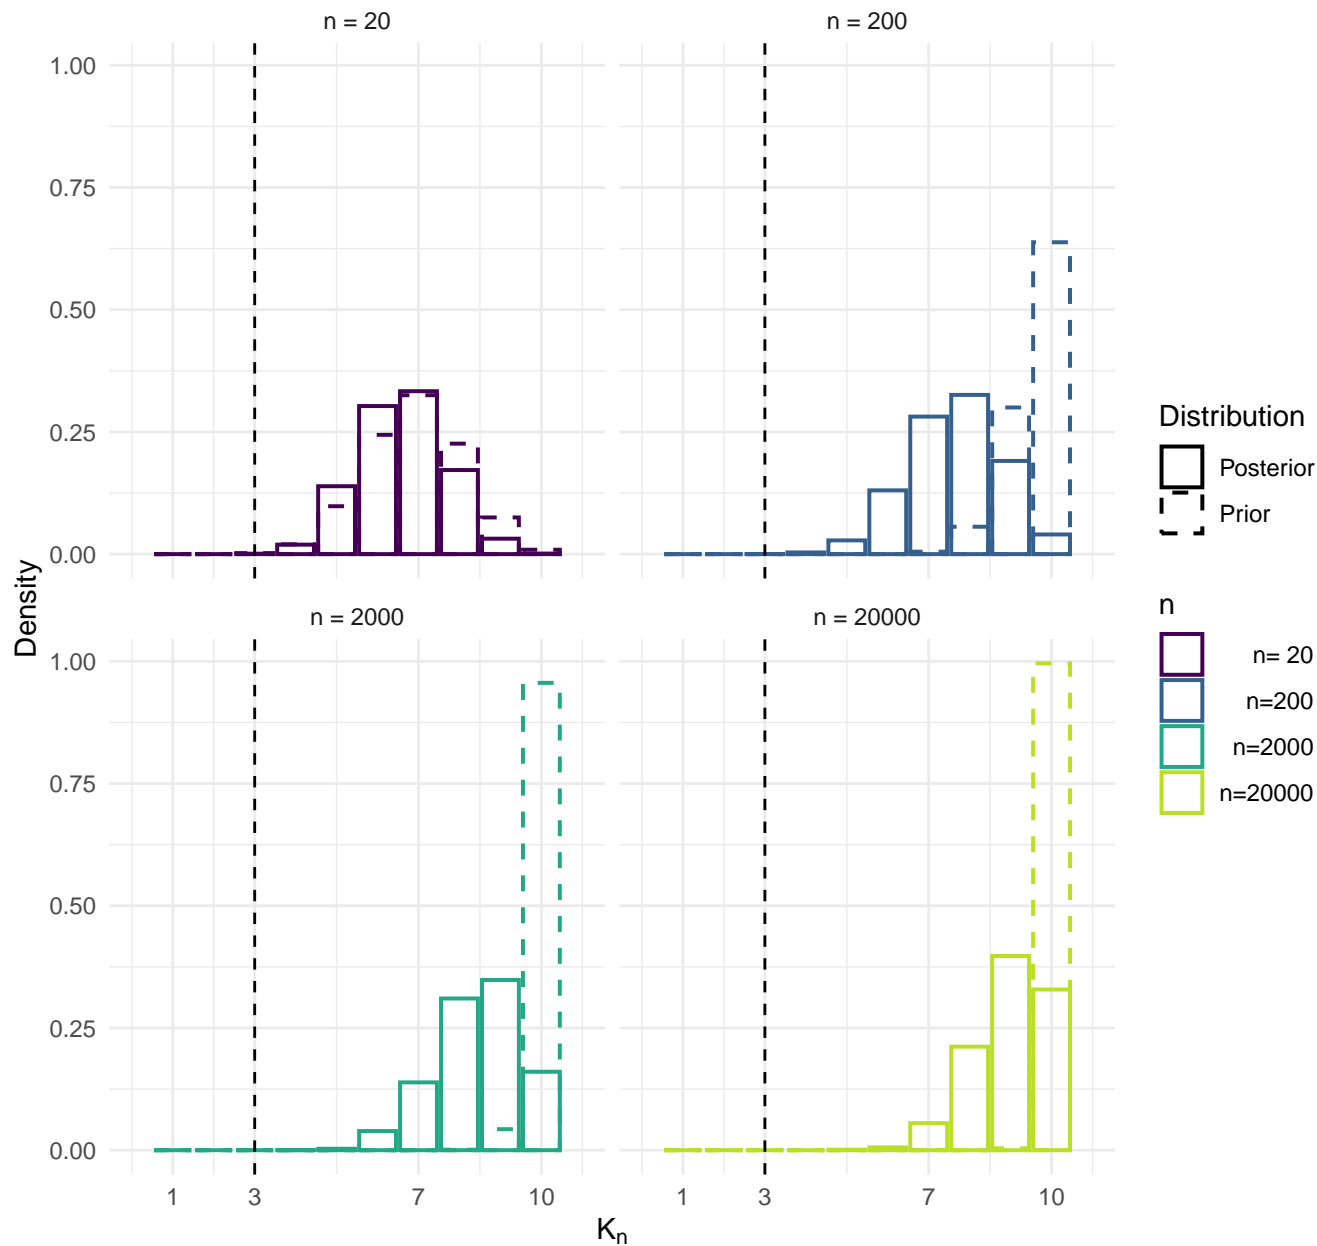 n = 20
n = 200
1.00
0.75
0.50
0.25
0.00
n = 2000
n = 20000
1.00
0.75
0.50
0.25
0.00
1 3 7 10
1 3 7 10
Density
Kn
Distribution
Posterior
Prior
n
n= 20
n=200
n=2000
n=20000